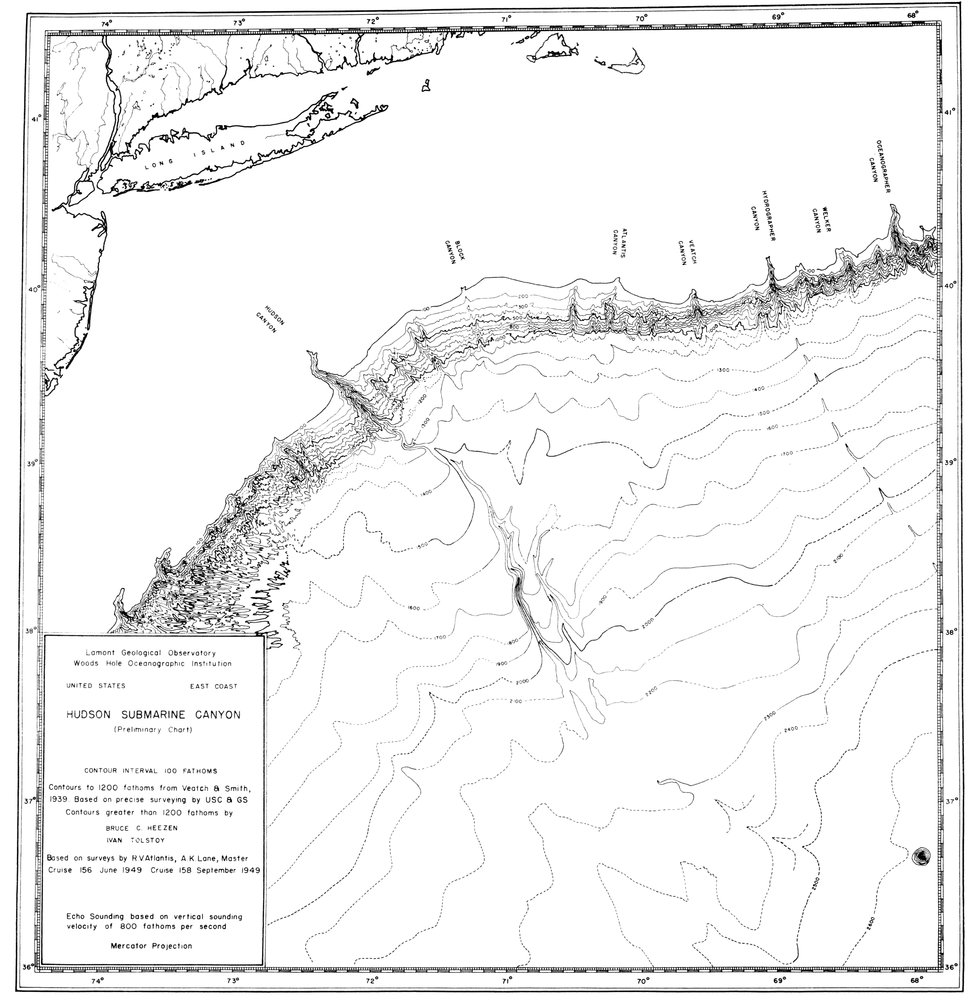 74° 73° 72° 71° 70° 69° 68°
41° 41°
LONG ISLAND
OCEANOGRAPHER
CANYON
HYDROGRAPHER
CANYON
WELKER
CANYON
BLOCK
CANYON
ATLANTIS
CANYON
VEATCH
CANYON
40° 40°
HUDSON
CANYON
200
300
1300
1400
1200
1300
1500
1600
1700
39° 39°
1400
1500
2100
1600
1900
2000
38° 38°
1700
1800
1900
2000
2100
2200
2300
2400
Lamont Geological Observatory
Woods Hole Oceanographic Institution
UNITED STATES EAST COAST
HUDSON SUBMARINE CANYON
(Preliminary Chart)
CONTOUR INTERVAL 100 FATHOMS
Contours to 1200 fathoms from Veatch & Smith,
1939. Based on precise surveying by USC & GS
Contours greater than 1200 fathoms by
BRUCE C. HEEZEN
IVAN TOLSTOY
Based on surveys by R V Atlantis, A K Lane, Master
Cruise 156 June 1949 Cruise 158 September 1949
Echo Sounding based on vertical sounding
velocity of 800 fathoms per second
Mercator Projection
37° 37°
2500
2600
36° 36°
74° 73° 72° 71° 70° 69° 68°